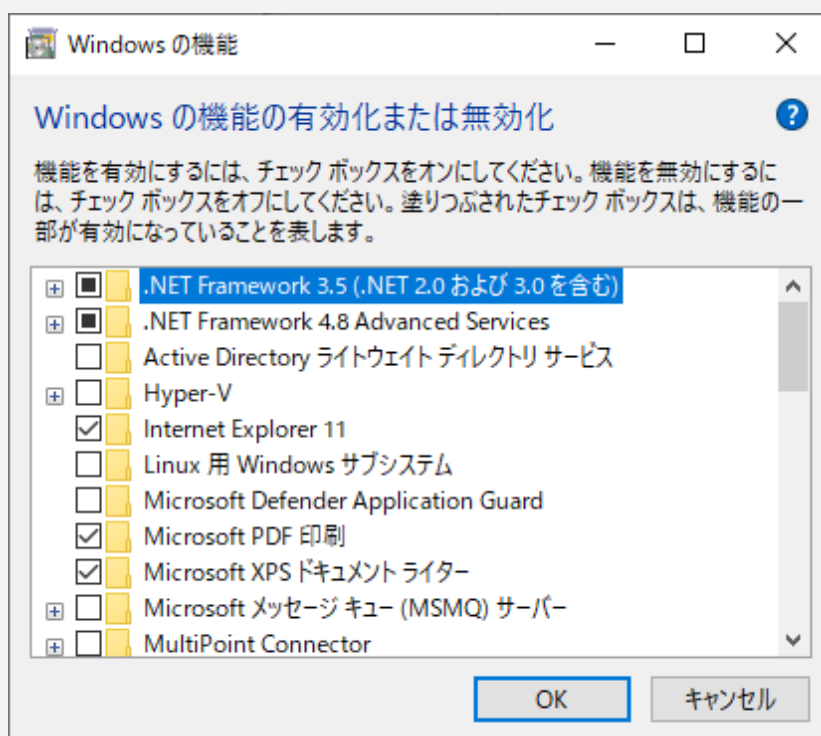 Windows の機能
Windows の機能の有効化または無効化
機能を有効にするには、チェック ボックスをオンにしてください。機能を無効にするに
は、チェック ボックスをオフにしてください。塗りつぶされたチェック ボックスは、機能の一
部が有効になっていることを表します。
.NET Framework 3.5 (.NET 2.0 および 3.0 を含む)
.NET Framework 4.8 Advanced Services
Active Directory ライトウェイト ディレクトリ サービス
Hyper-V
Internet Explorer 11
Linux 用 Windows サブシステム
Microsoft Defender Application Guard
Microsoft PDF 印刷
Microsoft XPS ドキュメント ライター
Microsoft メッセージ キュー (MSMQ) サーバー
MultiPoint Connector
OK
キャンセル